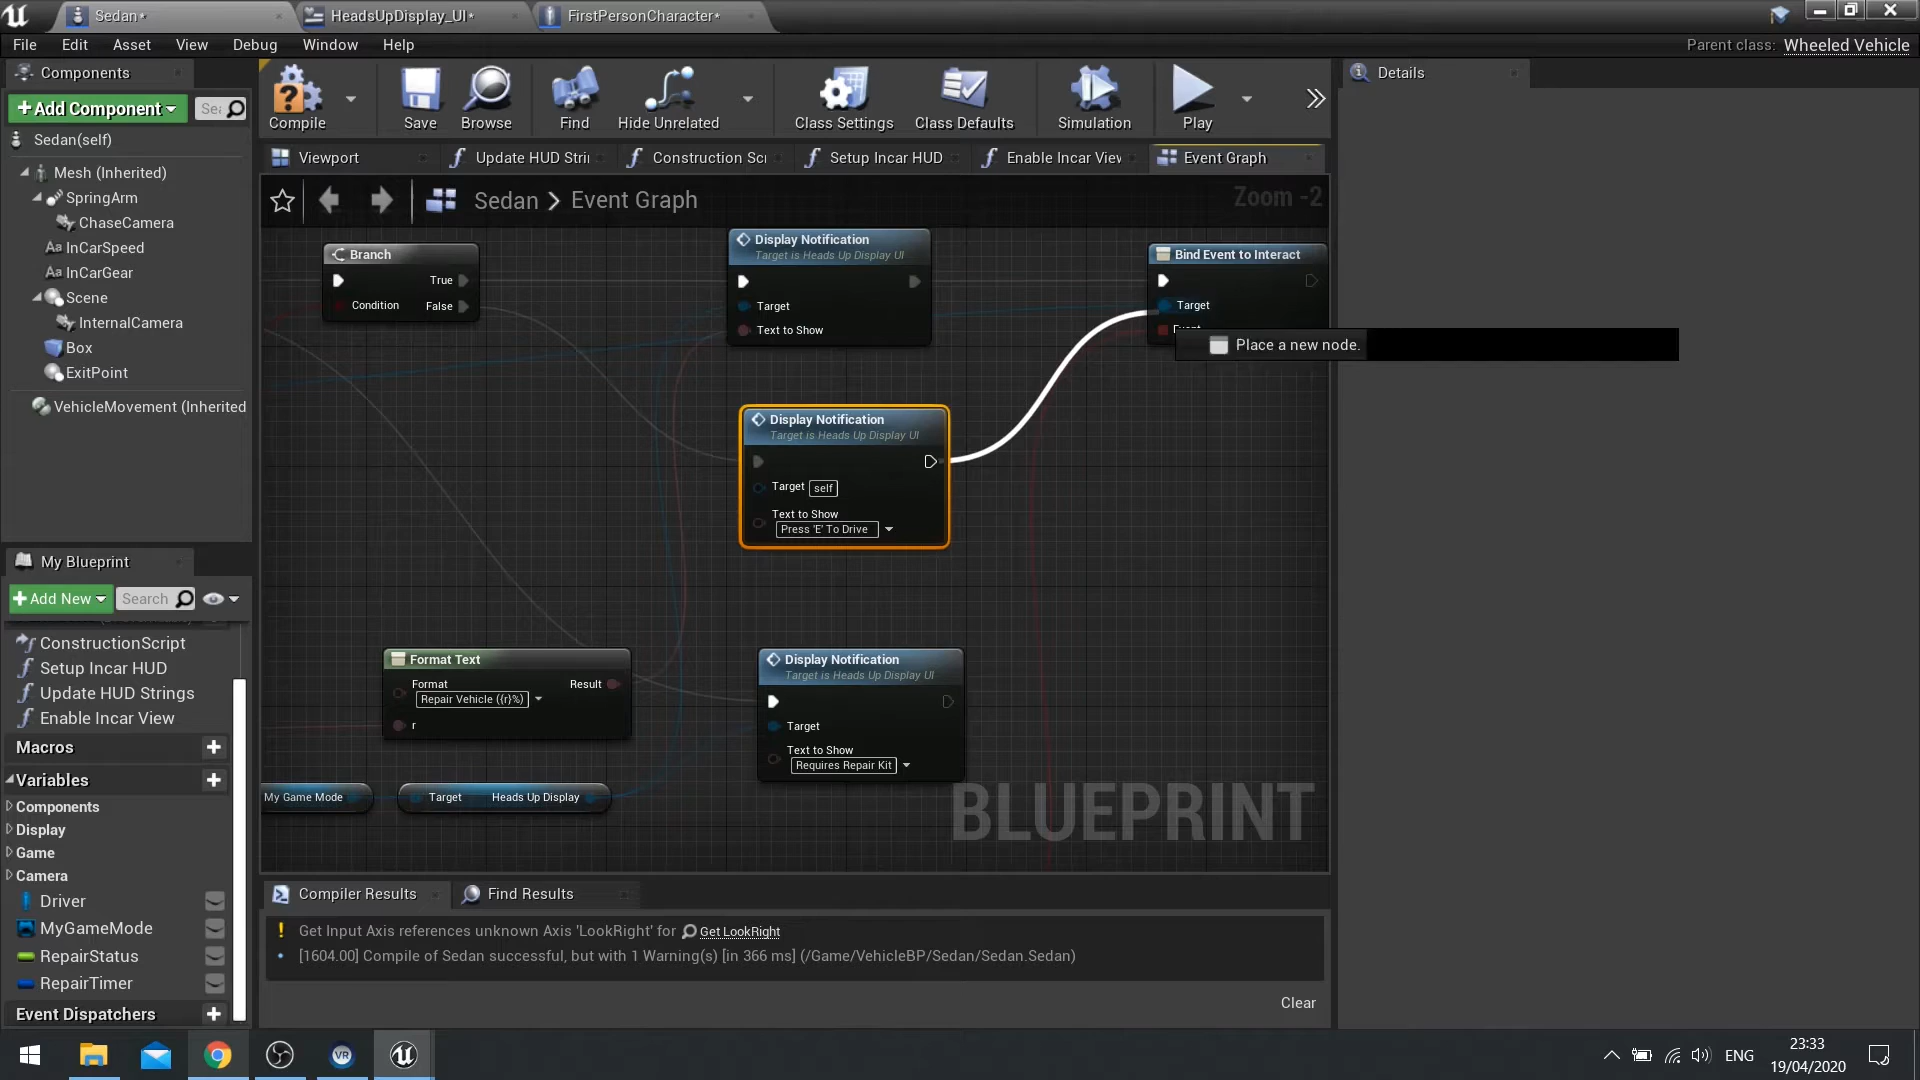 Sedan*
HeadsUpDisplay_UI*
FirstPersonCharacter*
File Edit Asset View Debug Window Help
Parent class: Wheeled Vehicle
Components
Details
+Add Component
Sea
Compile
Save
Browse
Find
Hide Unrelated
Class Settings
Class Defaults
Simulation
Play
Sedan(self)
Mesh (Inherited)
SpringArm
ChaseCamera
InCarSpeed
InCarGear
Scene
InternalCamera
Box
ExitPoint
VehicleMovement (Inherited
Viewport
Update HUD Stri
Construction Sc
Setup Incar HUD
Enable Incar Viev
Event Graph
Sedan > Event Graph
Zoom -2
Branch
True
Condition
False
Display Notification
Target is Heads Up Display UI
Target
Text to Show
Bind Event to Interact
Target
Event
Place a new node.
Display Notification
Target is Heads Up Display UI
Target self
Text to Show
Press 'E' To Drive
Format Text
Format
Repair Vehicle ({r}%)
Result
r
Display Notification
Target is Heads Up Display UI
Target
Text to Show
Requires Repair Kit
My Game Mode
Target Heads Up Display
BLUEPRINT
My Blueprint
+Add New
Search
ConstructionScript
Setup Incar HUD
Update HUD Strings
Enable Incar View
Macros
Variables
Components
Display
Game
Camera
Driver
MyGameMode
RepairStatus
RepairTimer
Event Dispatchers
Compiler Results
Find Results
Get Input Axis references unknown Axis 'LookRight' for Get LookRight
[1604.00] Compile of Sedan successful, but with 1 Warning(s) [in 366 ms] (/Game/VehicleBP/Sedan/Sedan.Sedan)
Clear
VR
ENG
23:33
19/04/2020